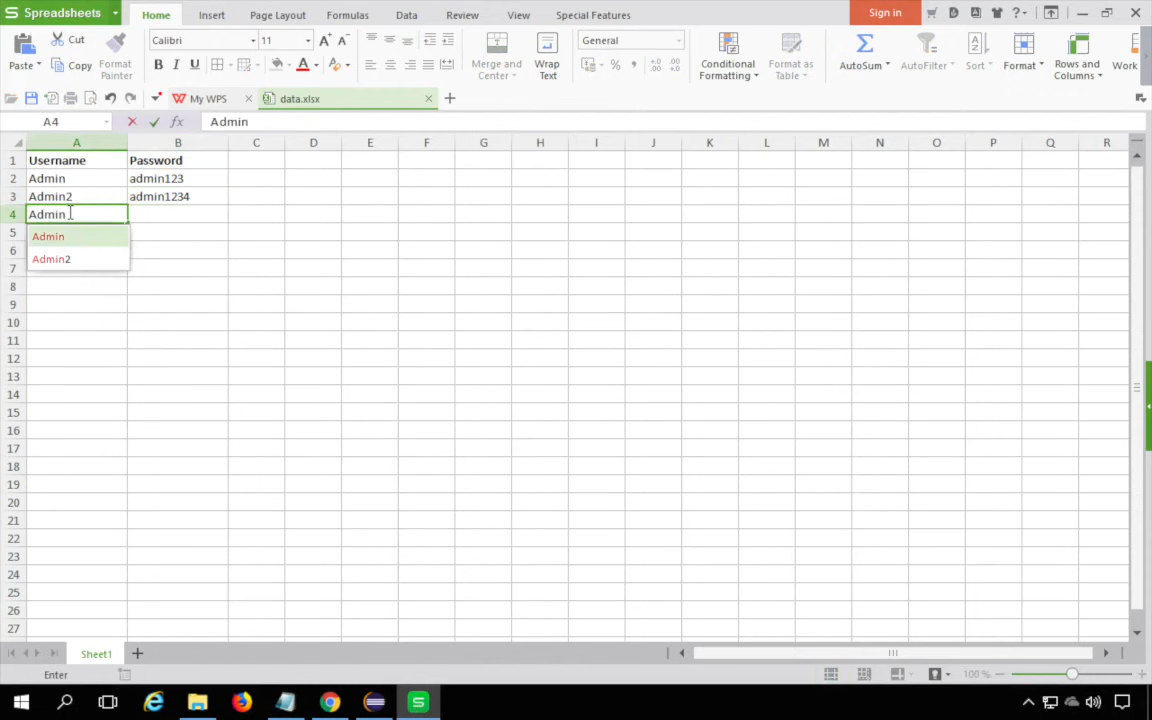 Spreadsheets Home Insert Page Layout Formulas Data Review View Special Features Sign in ?
Calibri 11 General
Cut
Paste Copy Format Painter
B I U A
Merge and Center Wrap Text
% ,
Conditional Formatting Format as Table AutoSum AutoFilter Sort Format Rows and Columns Work
My WPS data.xlsx
A4 fx Admin
A B C D E F G H I J K L M N O P Q R
1 Username Password
2 Admin admin123
3 Admin2 admin1234
4 Admin
5 Admin
6 Admin2
7
8
9
10
11
12
13
14
15
16
17
18
19
20
21
22
23
24
25
26
27
Sheet1
Enter 100 %